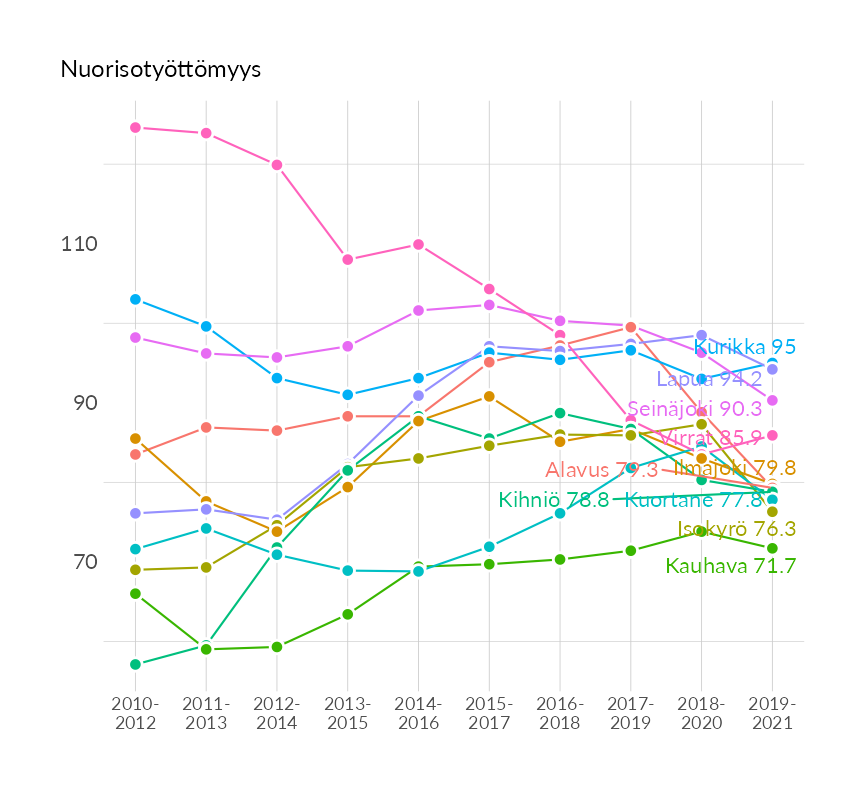 Nuorisotyöttömyys
110
90
70
Kurikka 95
Lapua 94.2
Seinäjoki 90.3
Virrat 85.9
Alavus 79.3
Ilmajoki 79.8
Kihniö 78.8
Kuortane 77.8
Isokyrö 76.3
Kauhava 71.7
2010-
2012
2011-
2013
2012-
2014
2013-
2015
2014-
2016
2015-
2017
2016-
2018
2017-
2019
2018-
2020
2019-
2021